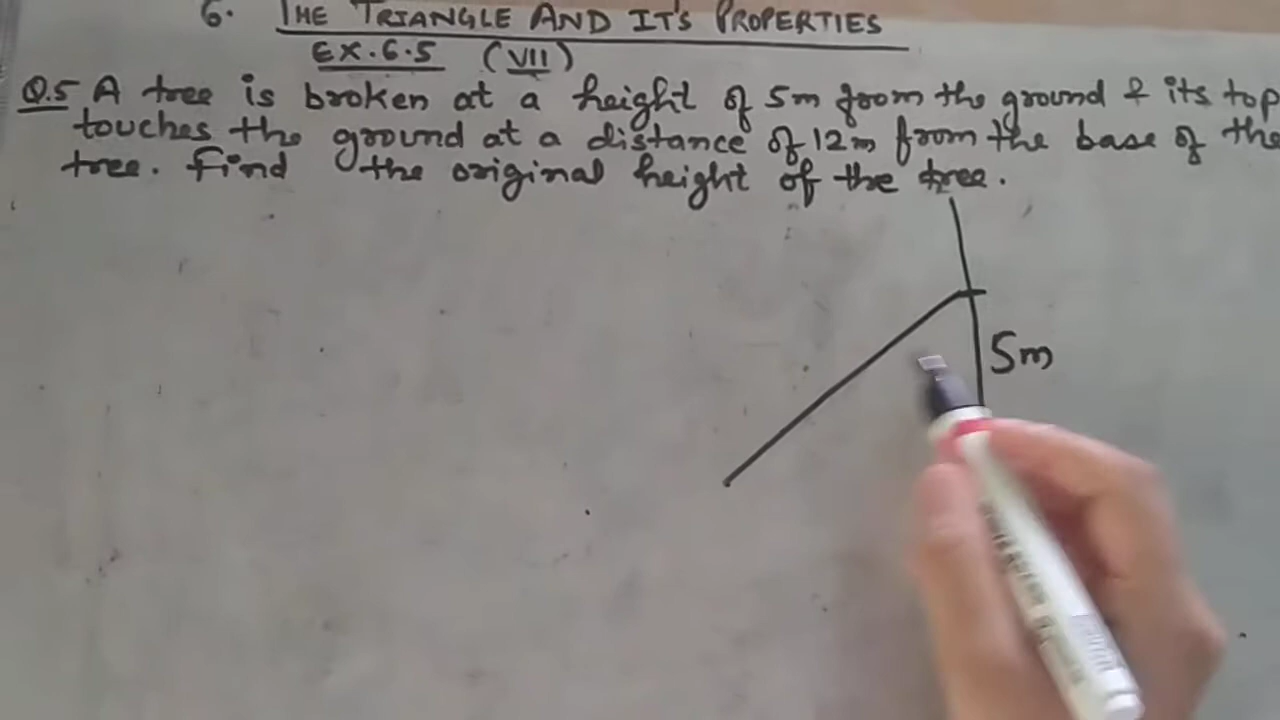 6. THE TRIANGLE AND IT'S PROPERTIES
EX.6.5 (VII)
Q.5 A tree is broken at a height of 5m from the ground & its top
touches the ground at a distance of 12m from the base of the
tree. Find the original height of the tree.
5m